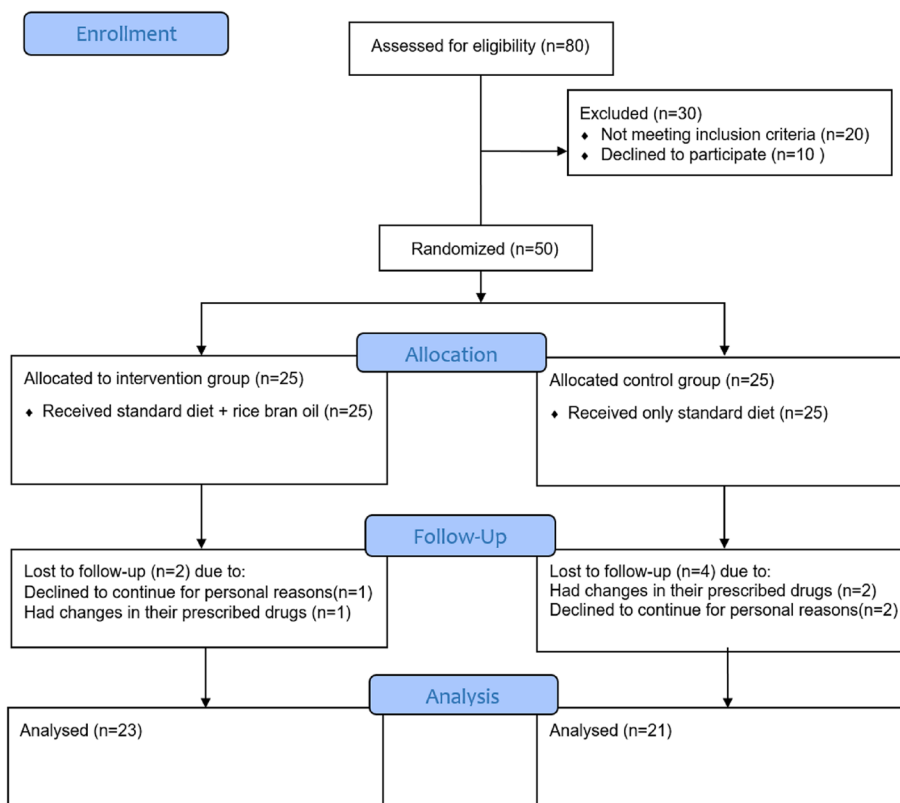 Enrollment
Assessed for eligibility (n=80)
Excluded (n=30)
♦ Not meeting inclusion criteria (n=20)
♦ Declined to participate (n=10 )
Randomized (n=50)
Allocation
Allocated to intervention group (n=25)
♦ Received standard diet + rice bran oil (n=25)
Allocated control group (n=25)
♦ Received only standard diet (n=25)
Follow-Up
Lost to follow-up (n=2) due to:
Declined to continue for personal reasons(n=1)
Had changes in their prescribed drugs (n=1)
Lost to follow-up (n=4) due to:
Had changes in their prescribed drugs (n=2)
Declined to continue for personal reasons(n=2)
Analysis
Analysed (n=23)
Analysed (n=21)